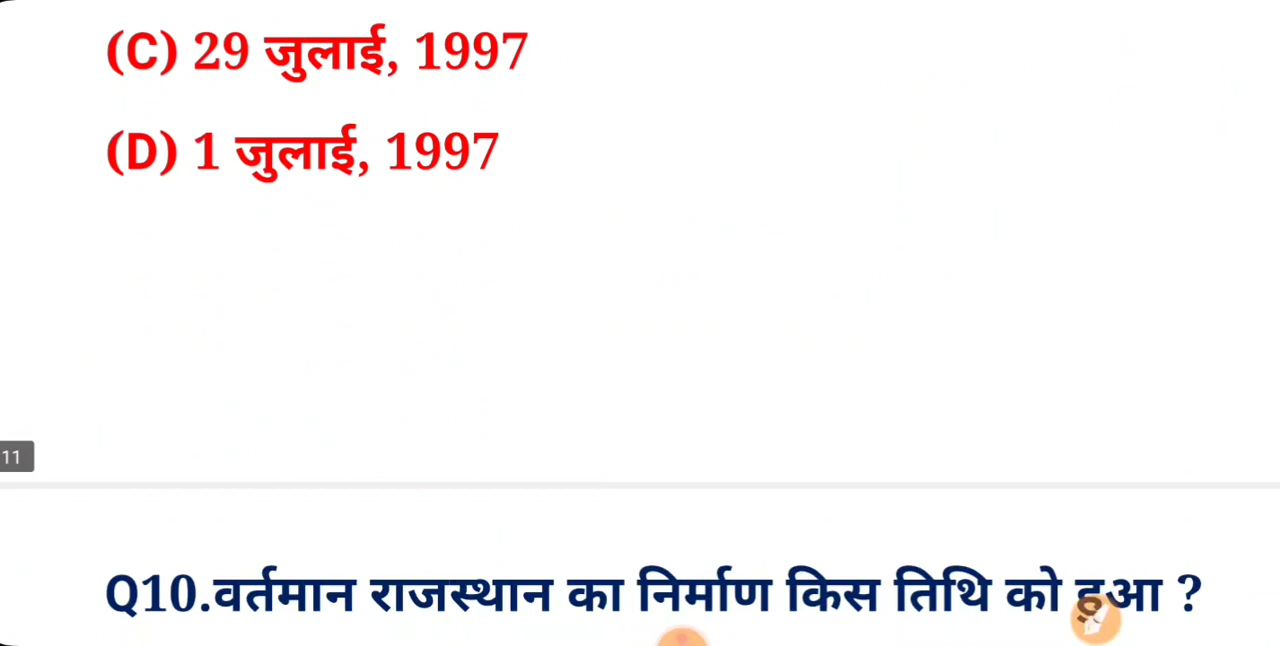 (C) 29 जुलाई, 1997
(D) 1 जुलाई, 1997
11
Q10.वर्तमान राजस्थान का निर्माण किस तिथि को हुआ ?